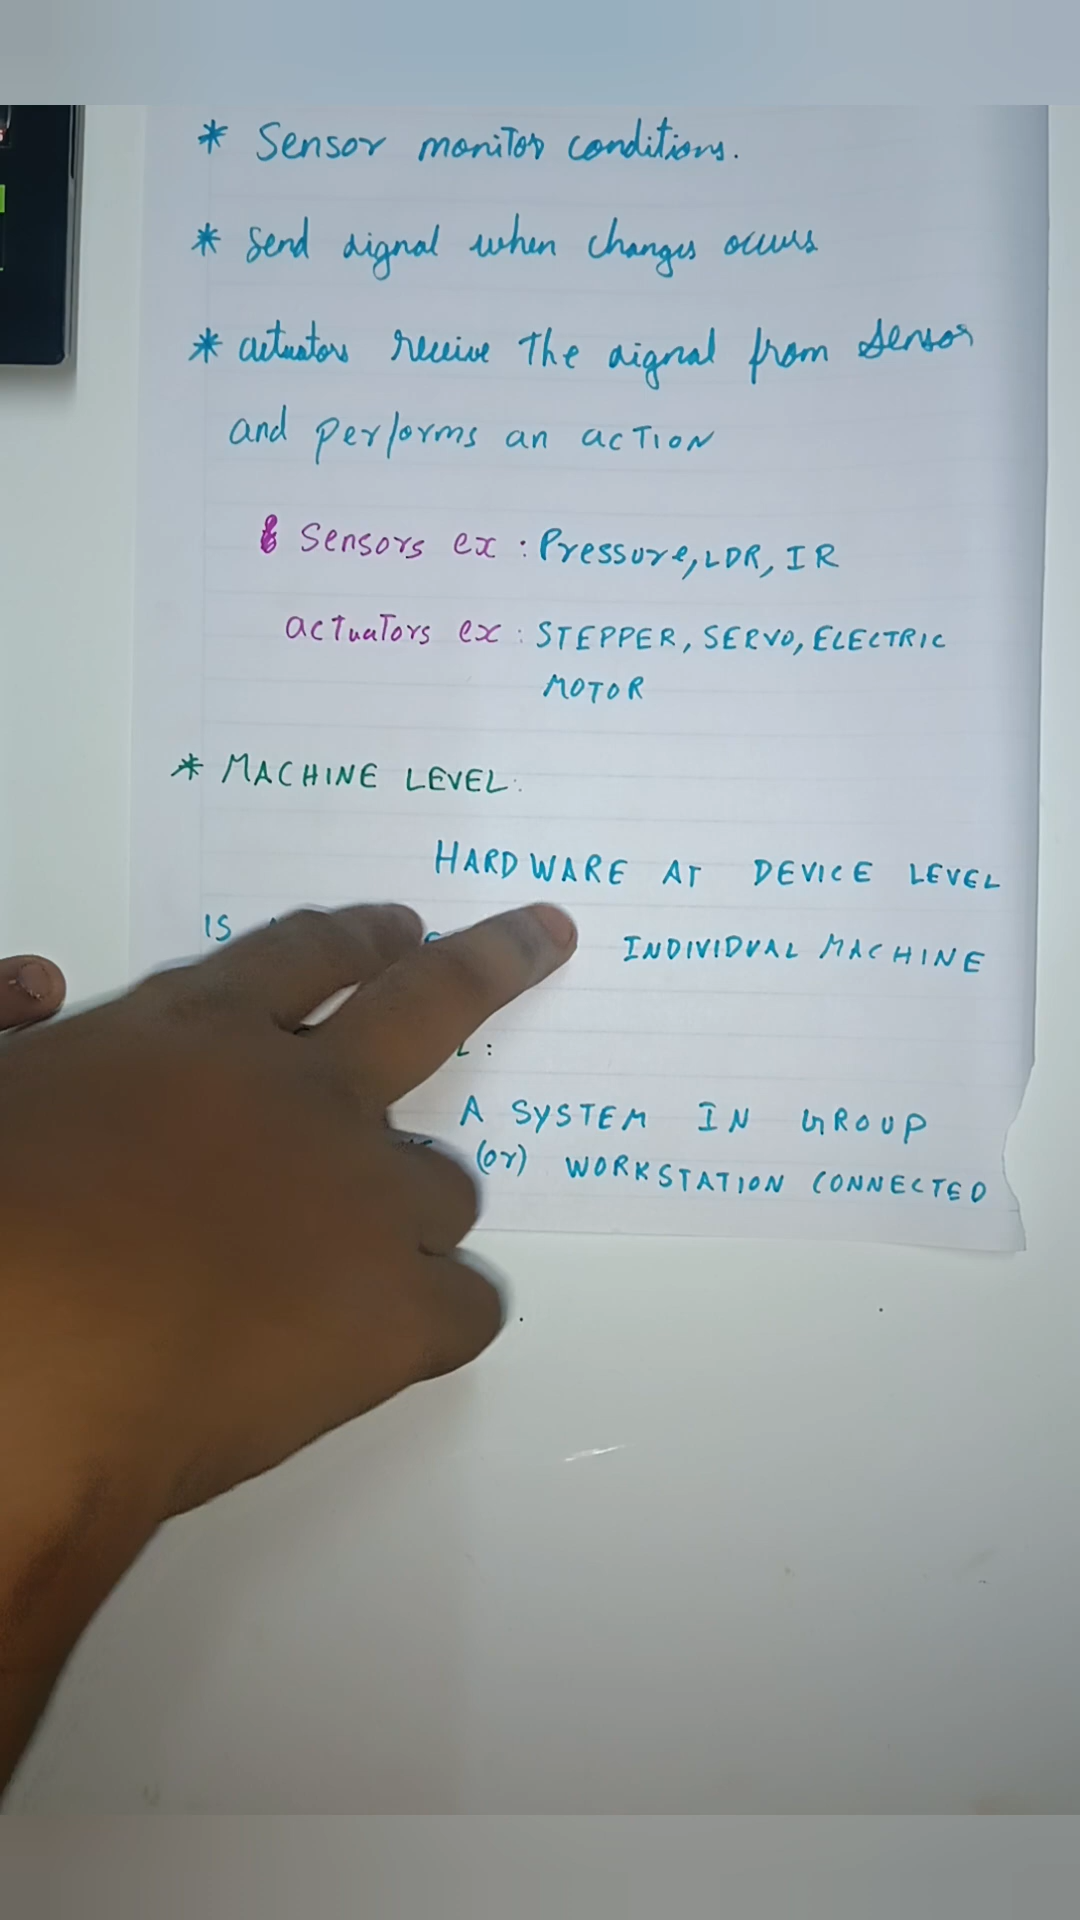 * Sensor monitor conditions.
* Send signal when changes occurs
* actuators receive The signal from Sensor
and performs an acTION
Sensors ex : Pressure, LDR, IR
acTuaTors ex : STEPPER, SERVO, ELECTRIC
MOTOR
* MACHINE LEVEL:
HARDWARE AT DEVICE LEVEL
IS INDIVIDUAL MACHINE
L :
A SYSTEM IN GROUP
(or) WORKSTATION CONNECTED